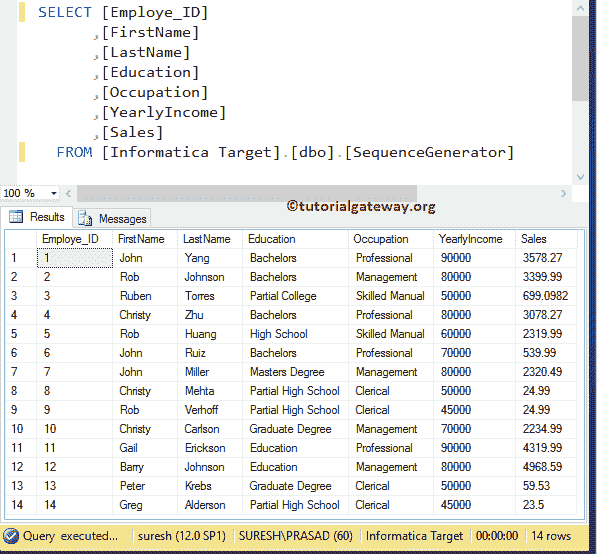 SELECT [Employe_ID]
,[FirstName]
,[LastName]
,[Education]
,[Occupation]
,[YearlyIncome]
,[Sales]
FROM [Informatica Target].[dbo].[SequenceGenerator]
100 %
©tutorialgateway.org
Results Messages
Employe_ID FirstName LastName Education Occupation YearlyIncome Sales
1 1 John Yang Bachelors Professional 90000 3578.27
2 2 Rob Johnson Bachelors Management 80000 3399.99
3 3 Ruben Torres Partial College Skilled Manual 50000 699.0982
4 4 Christy Zhu Bachelors Professional 80000 3078.27
5 5 Rob Huang High School Skilled Manual 60000 2319.99
6 6 John Ruiz Bachelors Professional 70000 539.99
7 7 John Miller Masters Degree Management 80000 2320.49
8 8 Christy Mehta Partial High School Clerical 50000 24.99
9 9 Rob Verhoff Partial High School Clerical 45000 24.99
10 10 Christy Carlson Graduate Degree Management 70000 2234.99
11 11 Gail Erickson Education Professional 90000 4319.99
12 12 Barry Johnson Education Management 80000 4968.59
13 13 Peter Krebs Graduate Degree Clerical 50000 59.53
14 14 Greg Alderson Partial High School Clerical 45000 23.5
Query executed... suresh (12.0 SP1) SURESH\PRASAD (60) Informatica Target 00:00:00 14 rows